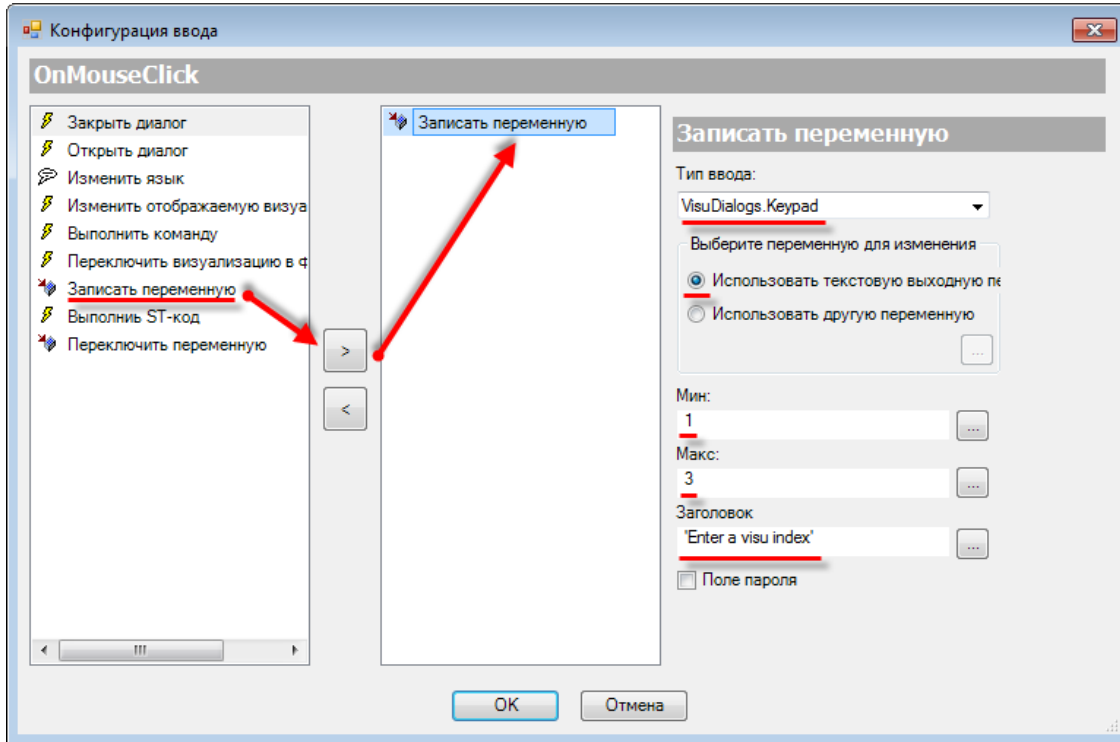 Конфигурация ввода
OnMouseClick
Закрыть диалог
Открыть диалог
Изменить язык
Изменить отображаемую визуа
Выполнить команду
Переключить визуализацию в ф
Записать переменную
Выполниь ST-код
Переключить переменную
>
<
Записать переменную
Записать переменную
Тип ввода:
VisuDialogs.Keypad
Выберите переменную для изменения
Использовать текстовую выходную пе
Использовать другую переменную
...
Мин:
1
...
Макс:
3
...
Заголовок
'Enter a visu index'
...
Поле пароля
OK
Отмена